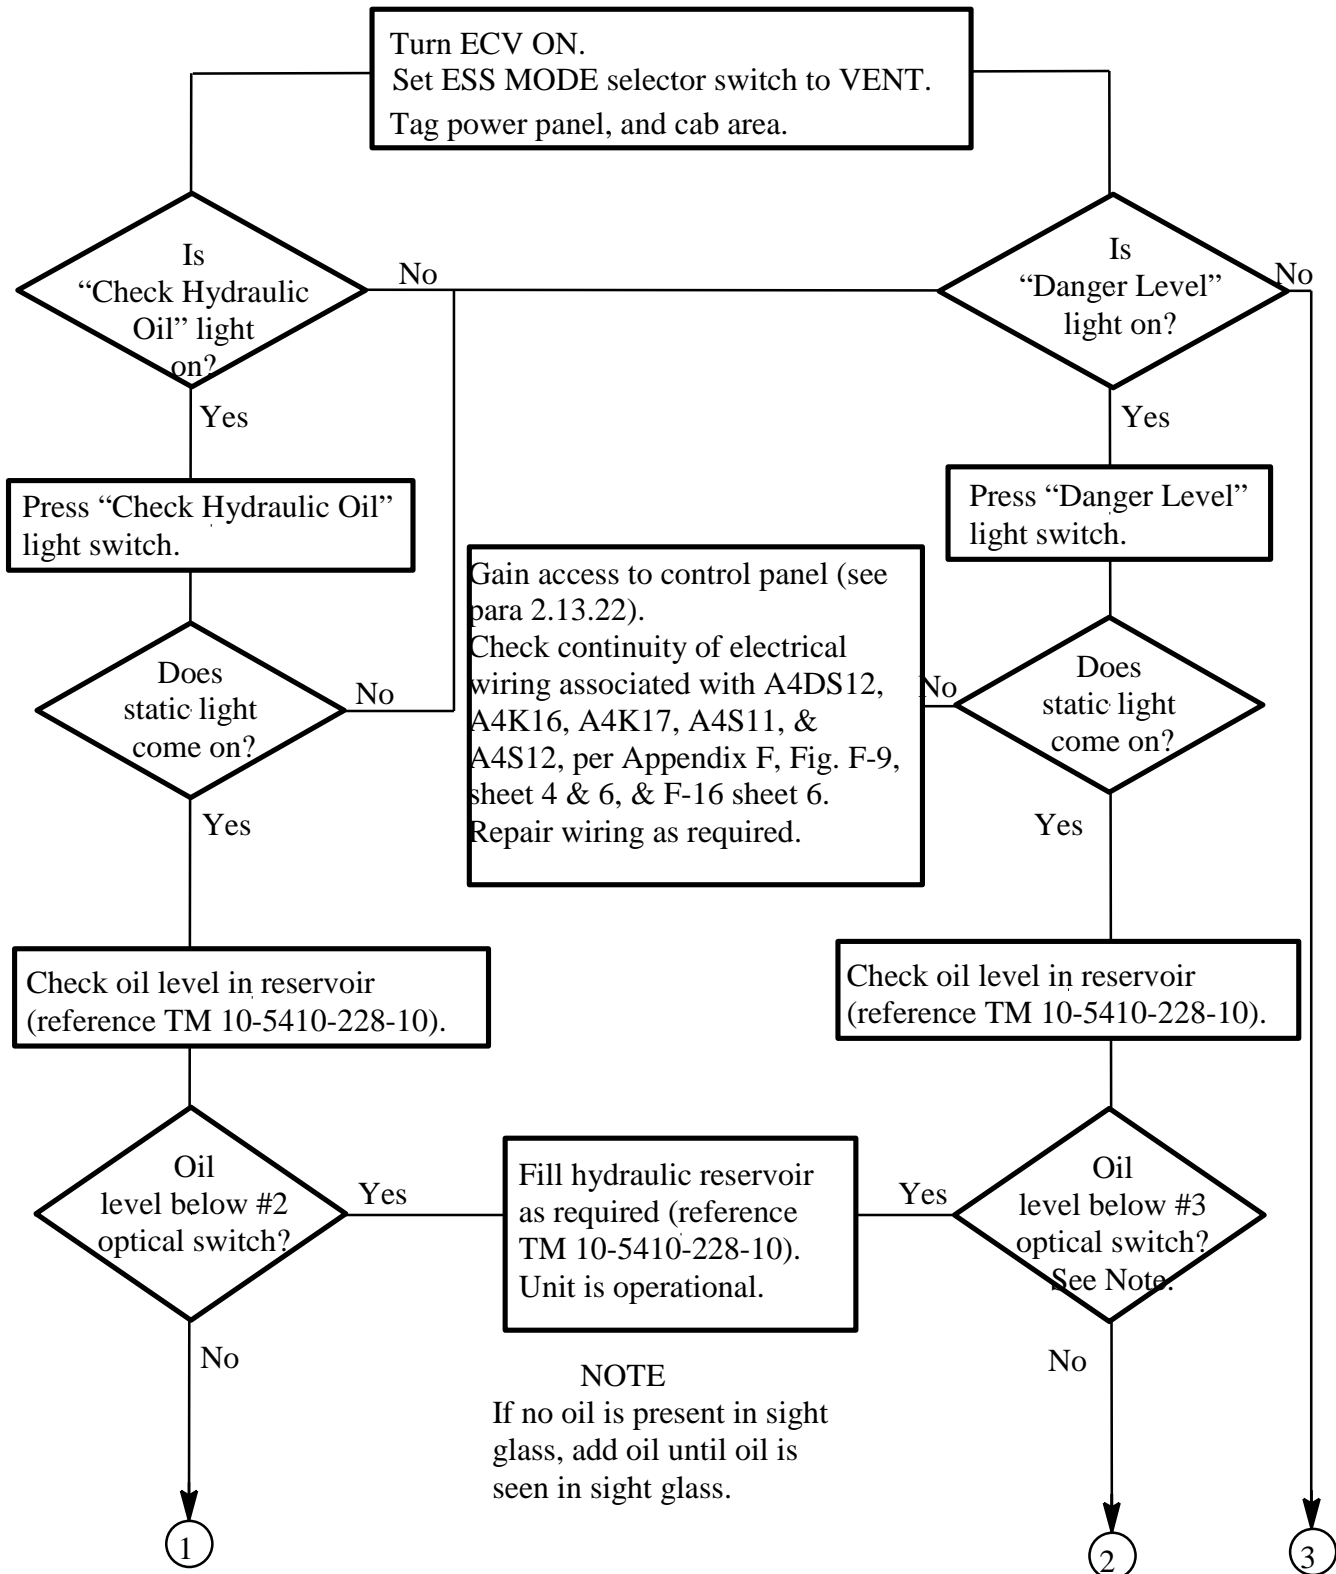 Turn ECV ON.
Set ESS MODE selector switch to VENT.
Tag power panel, and cab area.
Is
“Check Hydraulic
Oil” light
on?
No
Is
“Danger Level”
light on?
No
Yes
Yes
Press “Check Hydraulic Oil”
light switch.
Press “Danger Level”
light switch.
Gain access to control panel (see
para 2.13.22).
Check continuity of electrical
wiring associated with A4DS12,
A4K16, A4K17, A4S11, &
A4S12, per Appendix F, Fig. F-9,
sheet 4 & 6, & F-16 sheet 6.
Repair wiring as required.
Does
static light
come on?
No
No
Does
static light
come on?
Yes
Yes
Check oil level in reservoir
(reference TM 10-5410-228-10).
Check oil level in reservoir
(reference TM 10-5410-228-10).
Oil
level below #2
optical switch?
Yes
Fill hydraulic reservoir
as required (reference
TM 10-5410-228-10).
Unit is operational.
Yes
Oil
level below #3
optical switch?
See Note.
No
No
NOTE
If no oil is present in sight
glass, add oil until oil is
seen in sight glass.
1
2
3